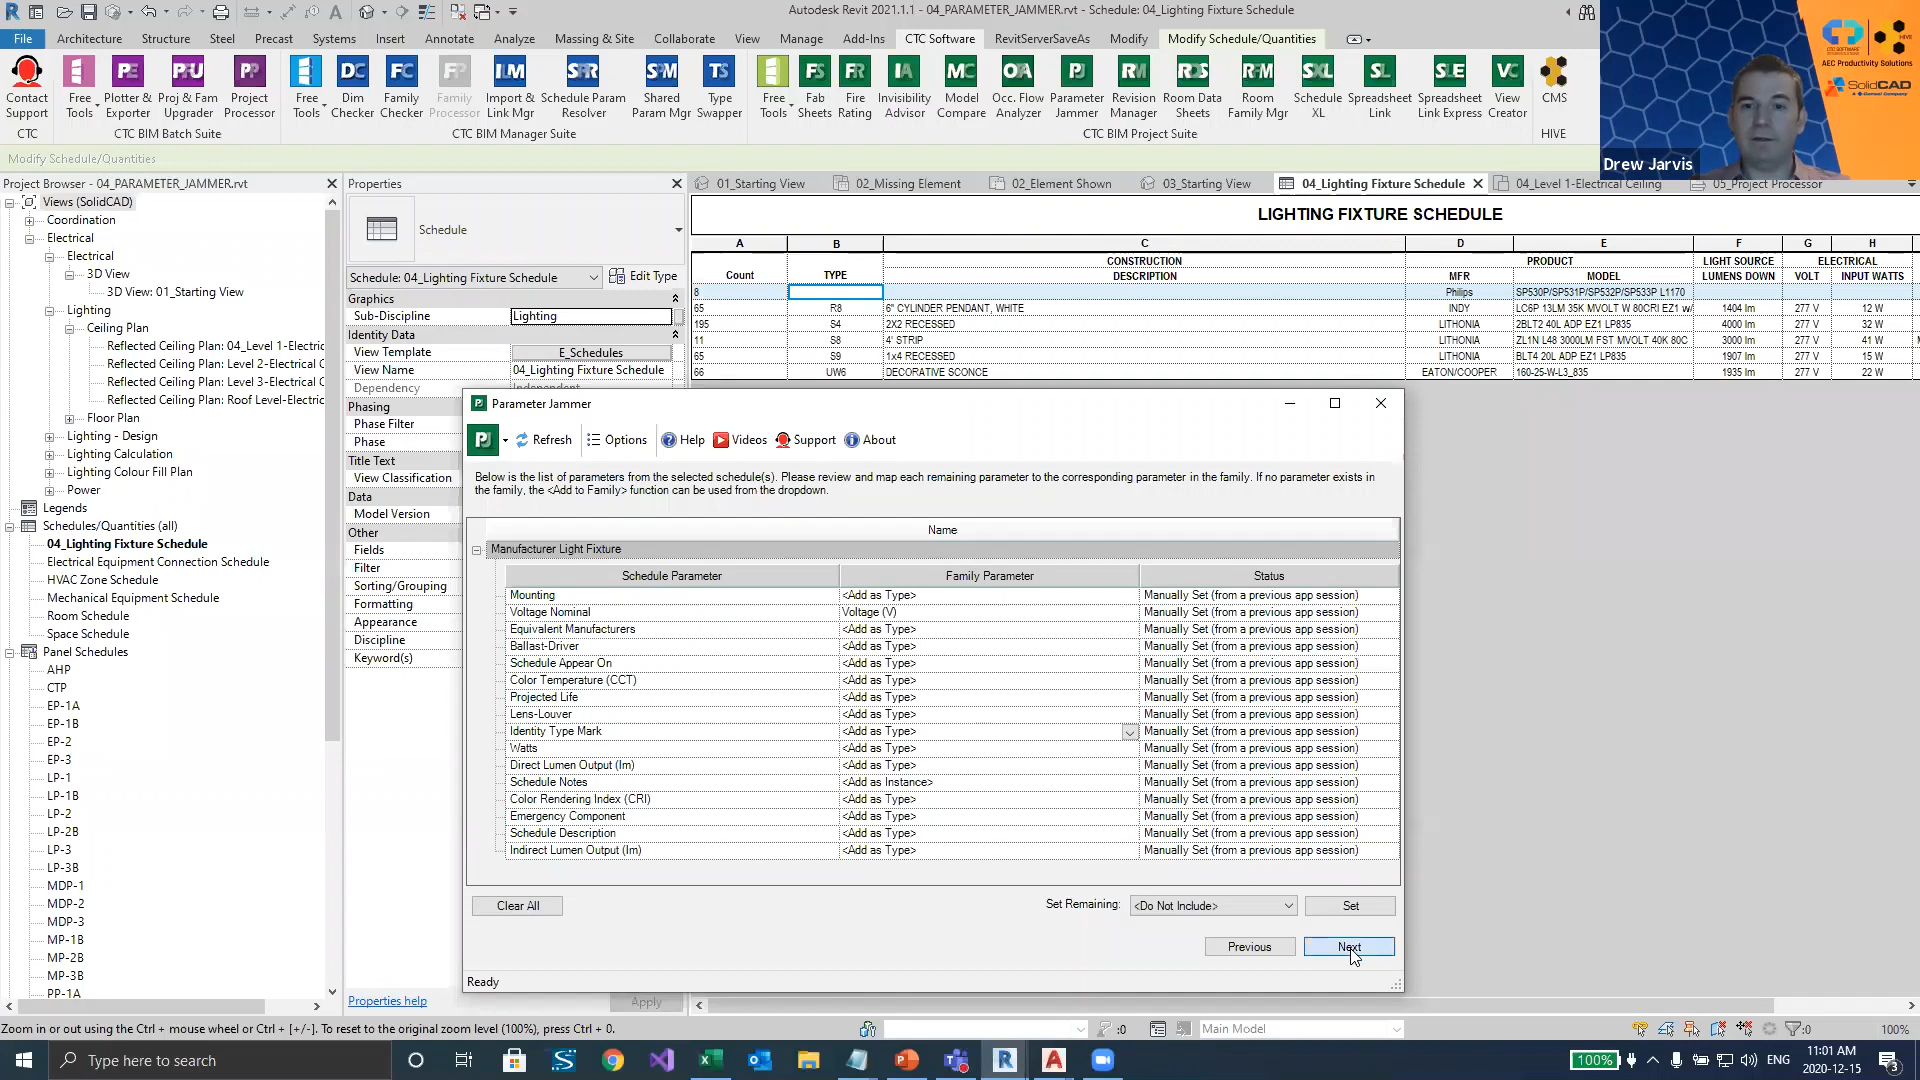 Autodesk Revit 2021.1.1 - 04_PARAMETER_JAMMER.rvt - Schedule: 04_Lighting Fixture Schedule
File Architecture Structure Steel Precast Systems Insert Annotate Analyze Massing & Site Collaborate View Manage Add-Ins CTC Software RevitServerSaveAs Modify Modify Schedule/Quantities
Contact Support
Free Tools
Plotter & Exporter
Proj & Fam Upgrader
Project Processor
Free Tools
Dim Checker
Family Checker
Family Processor
Import & Link Mgr
Schedule Param Resolver
Shared Param Mgr
Type Swapper
Free Tools
Fab Sheets
Fire Rating
Invisibility Advisor
Model Compare
Occ. Flow Analyzer
Parameter Jammer
Revision Manager
Room Data Sheets
Room Family Mgr
Schedule XL
Spreadsheet Link
Spreadsheet Link Express
View Creator
CMS
CTC CTC BIM Batch Suite CTC BIM Manager Suite CTC BIM Project Suite HIVE
CTC SOFTWARE HIVE
AEC Productivity Solutions
SolidCAD
Drew Jarvis
Modify Schedule/Quantities
Project Browser - 04_PARAMETER_JAMMER.rvt
Views (SolidCAD)
Coordination
Electrical
Electrical
3D View
3D View: 01_Starting View
Lighting
Ceiling Plan
Reflected Ceiling Plan: 04_Level 1-Electric
Reflected Ceiling Plan: Level 2-Electrical C
Reflected Ceiling Plan: Level 3-Electrical C
Reflected Ceiling Plan: Roof Level-Electric
Floor Plan
Lighting - Design
Lighting Calculation
Lighting Colour Fill Plan
Power
Legends
Schedules/Quantities (all)
04_Lighting Fixture Schedule
Electrical Equipment Connection Schedule
HVAC Zone Schedule
Mechanical Equipment Schedule
Room Schedule
Space Schedule
Panel Schedules
AHP
CTP
EP-1A
EP-1B
EP-2
EP-3
LP-1
LP-1B
LP-2
LP-2B
LP-3
LP-3B
MDP-1
MDP-2
MDP-3
MP-1B
MP-2B
MP-3B
PP-1A
Properties
Schedule
Schedule: 04_Lighting Fixture Schedule Edit Type
Graphics
Sub-Discipline Lighting
Identity Data
View Template E_Schedules
View Name 04_Lighting Fixture Schedule
Dependency Independent
Phasing
Phase Filter
Phase
Title Text
View Classification
Data
Model Version
Other
Fields
Filter
Sorting/Grouping
Formatting
Appearance
Discipline
Keyword(s)
Properties help Apply
01_Starting View 02_Missing Element 02_Element Shown 03_Starting View 04_Lighting Fixture Schedule 04_Level 1-Electrical Ceiling 05_Project Processor
LIGHTING FIXTURE SCHEDULE
A B C D E F G H
CONSTRUCTION PRODUCT LIGHT SOURCE ELECTRICAL
Count TYPE DESCRIPTION MFR MODEL LUMENS DOWN VOLT INPUT WATTS
8 Philips SP530P/SP531P/SP532P/SP533P L1170
65 R8 6" CYLINDER PENDANT, WHITE INDY LC6P 13LM 35K MVOLT W 80CRI EZ1 w/ 1404 lm 277 V 12 W
195 S4 2X2 RECESSED LITHONIA 2BLT2 40L ADP EZ1 LP835 4000 lm 277 V 32 W
11 S8 4' STRIP LITHONIA ZL1N L48 3000LM FST MVOLT 40K 80C 3000 lm 277 V 41 W
65 S9 1x4 RECESSED LITHONIA BLT4 20L ADP EZ1 LP835 1907 lm 277 V 15 W
66 UW6 DECORATIVE SCONCE EATON/COOPER 160-25-W-L3_835 1935 lm 277 V 22 W
Parameter Jammer
Refresh Options Help Videos Support About
Below is the list of parameters from the selected schedule(s). Please review and map each remaining parameter to the corresponding parameter in the family. If no parameter exists in
the family, the <Add to Family> function can be used from the dropdown.
Name
Manufacturer Light Fixture
Schedule Parameter Family Parameter Status
Mounting <Add as Type> Manually Set (from a previous app session)
Voltage Nominal Voltage (V) Manually Set (from a previous app session)
Equivalent Manufacturers <Add as Type> Manually Set (from a previous app session)
Ballast-Driver <Add as Type> Manually Set (from a previous app session)
Schedule Appear On <Add as Type> Manually Set (from a previous app session)
Color Temperature (CCT) <Add as Type> Manually Set (from a previous app session)
Projected Life <Add as Type> Manually Set (from a previous app session)
Lens-Louver <Add as Type> Manually Set (from a previous app session)
Identity Type Mark <Add as Type> Manually Set (from a previous app session)
Watts <Add as Type> Manually Set (from a previous app session)
Direct Lumen Output (lm) <Add as Type> Manually Set (from a previous app session)
Schedule Notes <Add as Instance> Manually Set (from a previous app session)
Color Rendering Index (CRI) <Add as Type> Manually Set (from a previous app session)
Emergency Component <Add as Type> Manually Set (from a previous app session)
Schedule Description <Add as Type> Manually Set (from a previous app session)
Indirect Lumen Output (lm) <Add as Type> Manually Set (from a previous app session)
Clear All Set Remaining: <Do Not Include> Set
Previous Next
Ready
Zoom in or out using the Ctrl + mouse wheel or Ctrl + [+/-]. To reset to the original zoom level (100%), press Ctrl + 0. :0 Main Model :0 100%
Type here to search
100% ENG 11:01 AM
2020-12-15
3